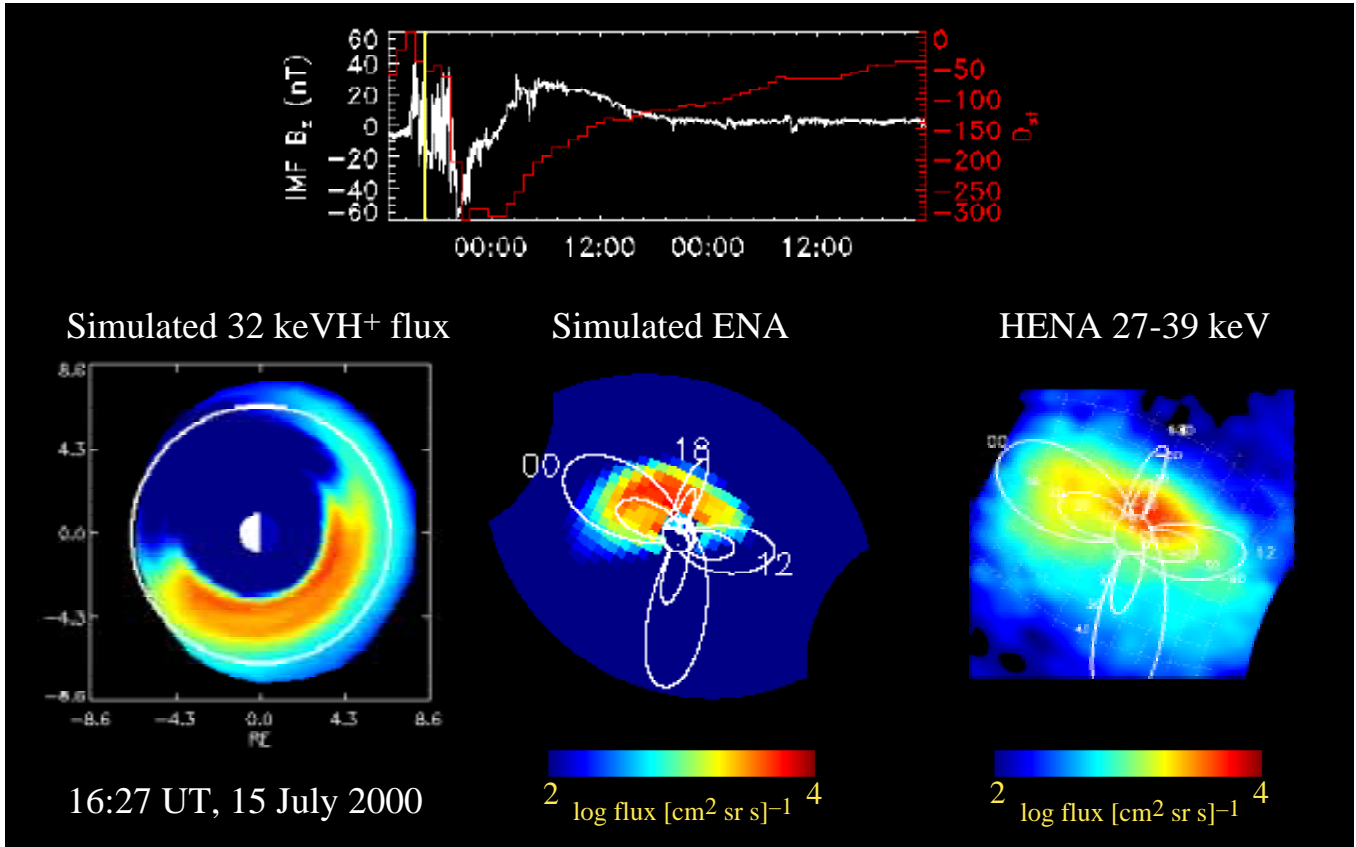 60
40
20
0
−20
−40
−60
IMF Bz (nT)
0
−50
−100
−150
−200
−250
−300
Dst
00:00 12:00 00:00 12:00
Simulated 32 keVH+ flux
Simulated ENA
HENA 27-39 keV
8.6
4.3
0.0
−4.3
−8.6
−8.6 −4.3 0.0 4.3 8.6
RE
00
18
12
00
12
2 4
log flux [cm2 sr s]−1
2 4
log flux [cm2 sr s]−1
16:27 UT, 15 July 2000